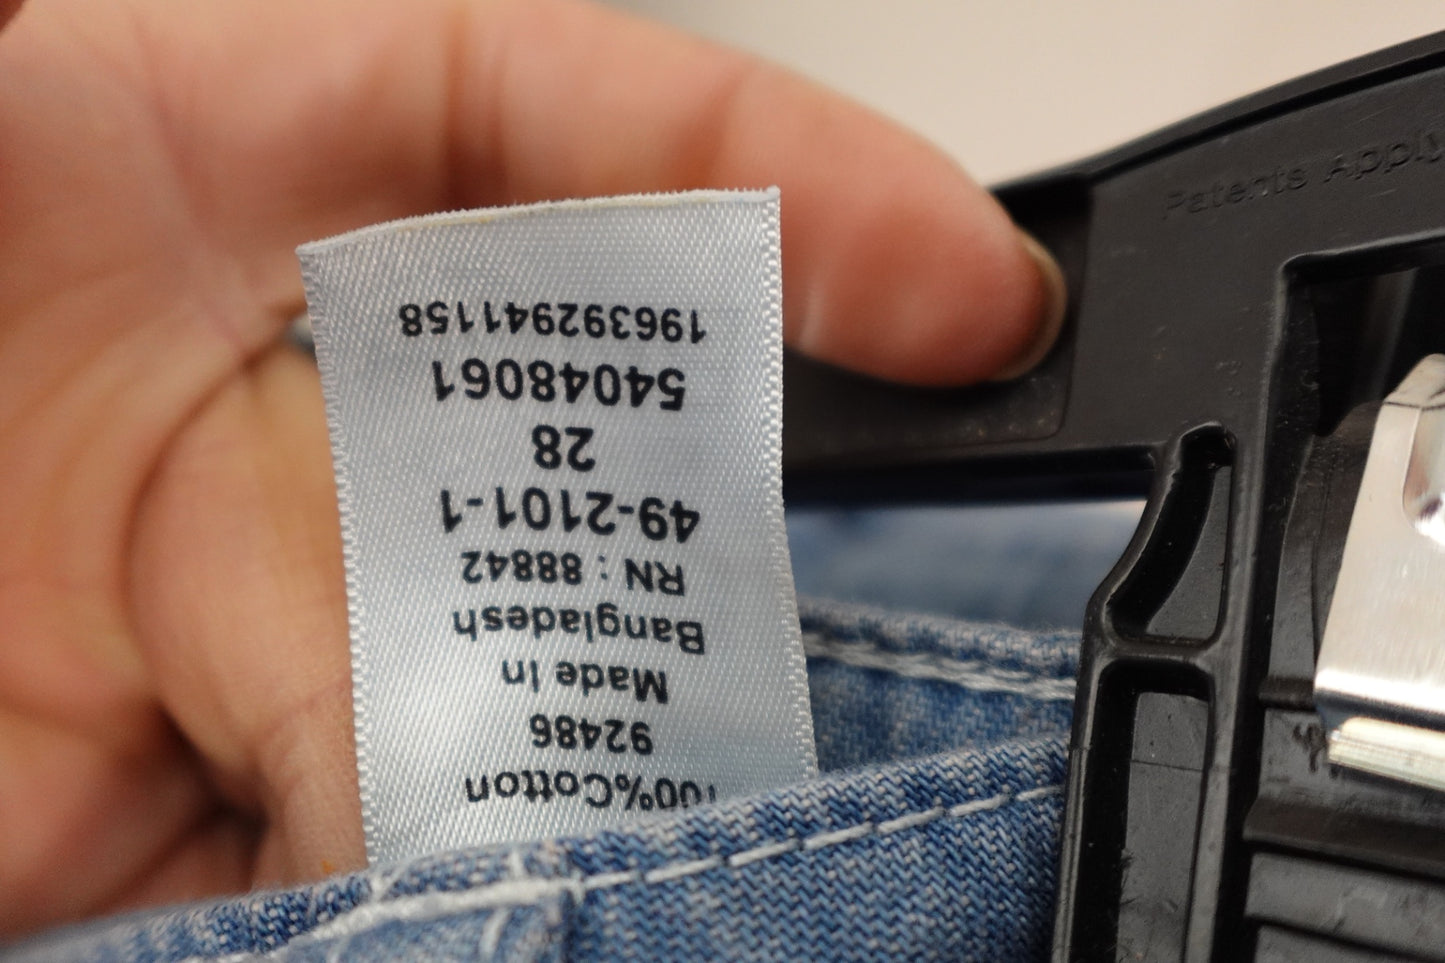 100%Cotton
92486
Made In
Bangladesh
RN : 88842
49-2101-1
28
54048061
196392941158
Patents Apply